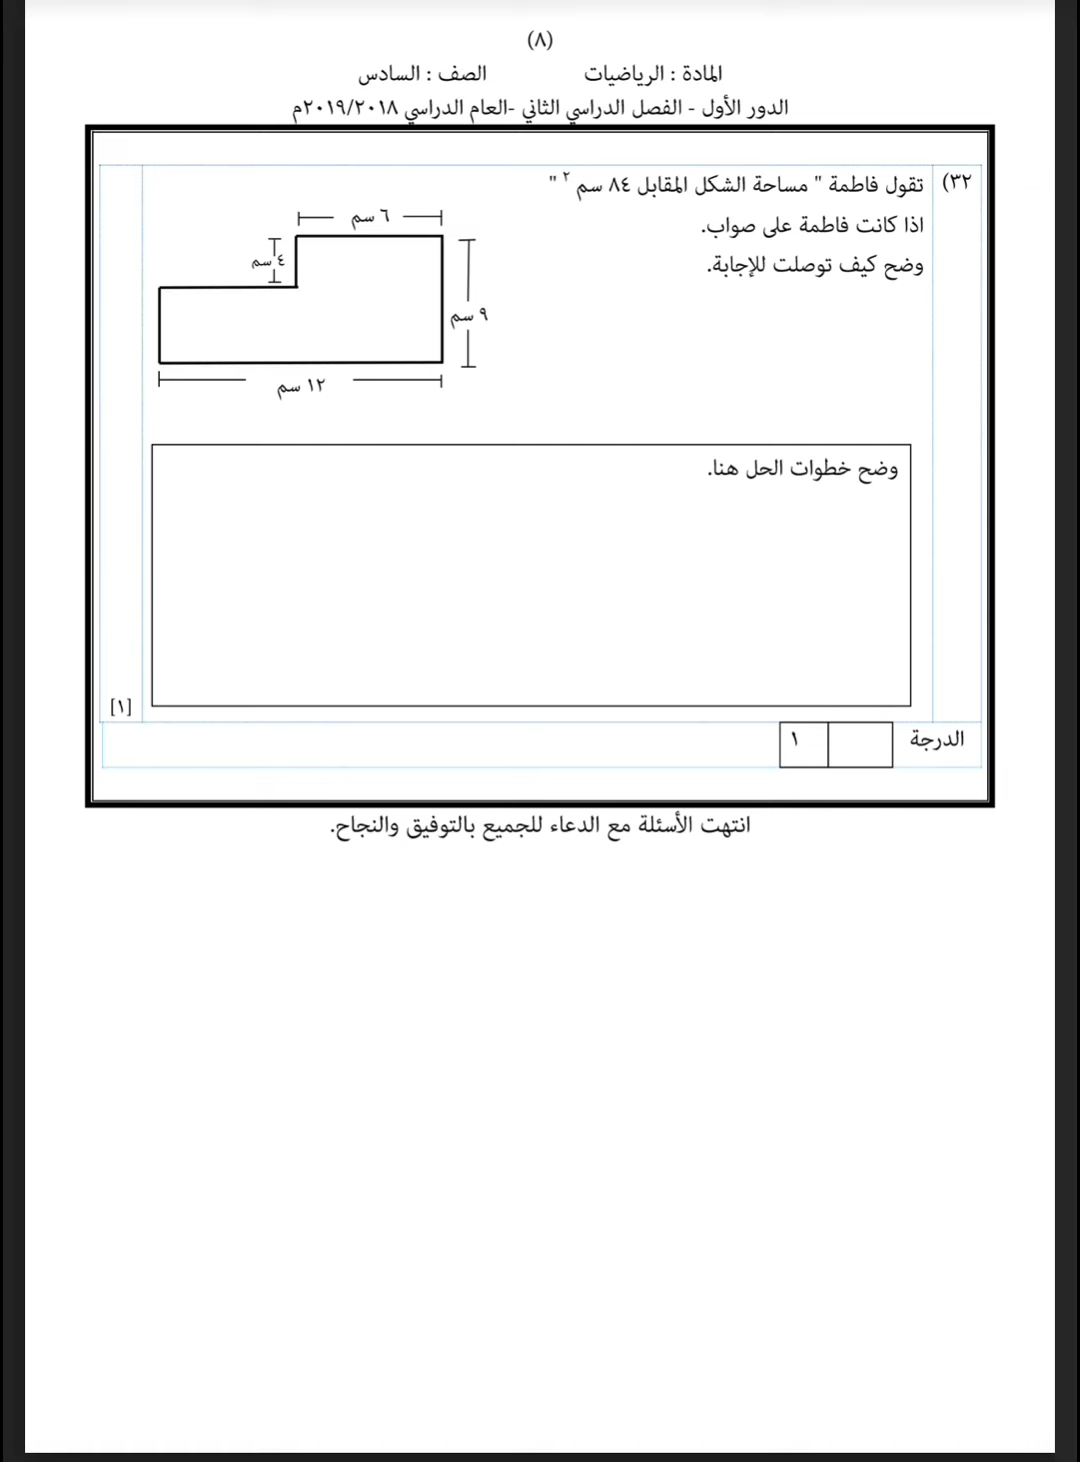 (٨)
المادة : الرياضيات الصف : السادس
الدور الأول - الفصل الدراسي الثاني -العام الدراسي ٢٠١٩/٢٠١٨م
٣٢) تقول فاطمة " مساحة الشكل المقابل ٨٤ سم ٢ "
اذا كانت فاطمة على صواب.
وضح كيف توصلت للإجابة.
٦ سم
٤ سم
٩ سم
١٢ سم
وضح خطوات الحل هنا.
[١]
الدرجة ١
انتهت الأسئلة مع الدعاء للجميع بالتوفيق والنجاح.